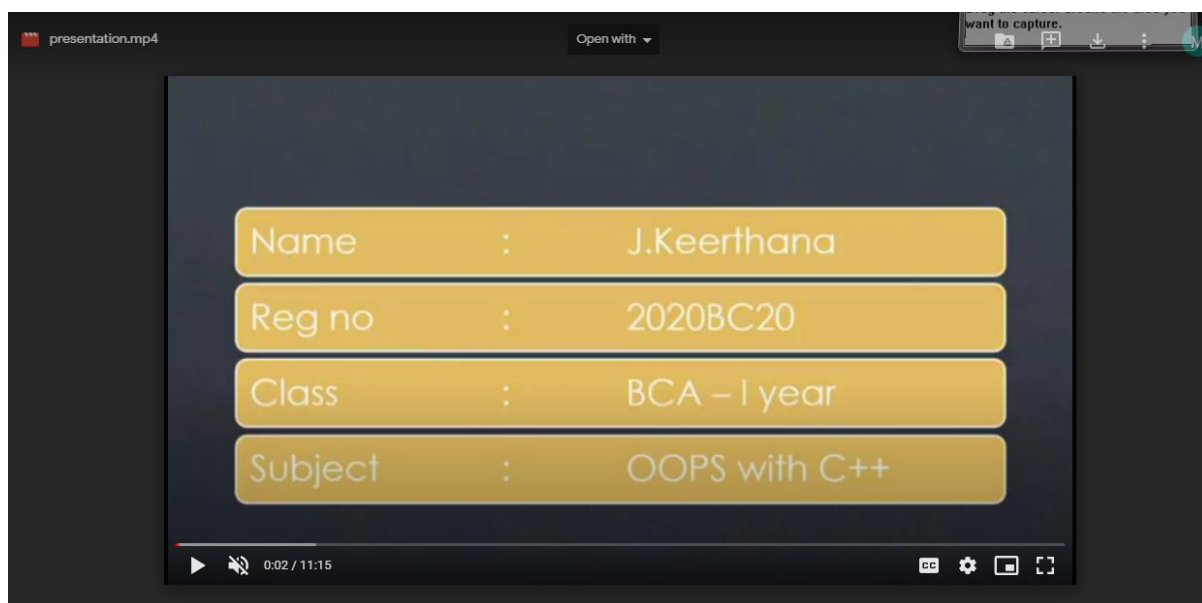 presentation.mp4
Open with
want to capture.
M
Name : J.Keerthana
Reg no : 2020BC20
Class : BCA – I year
Subject : OOPS with C++
0:02 / 11:15
CC